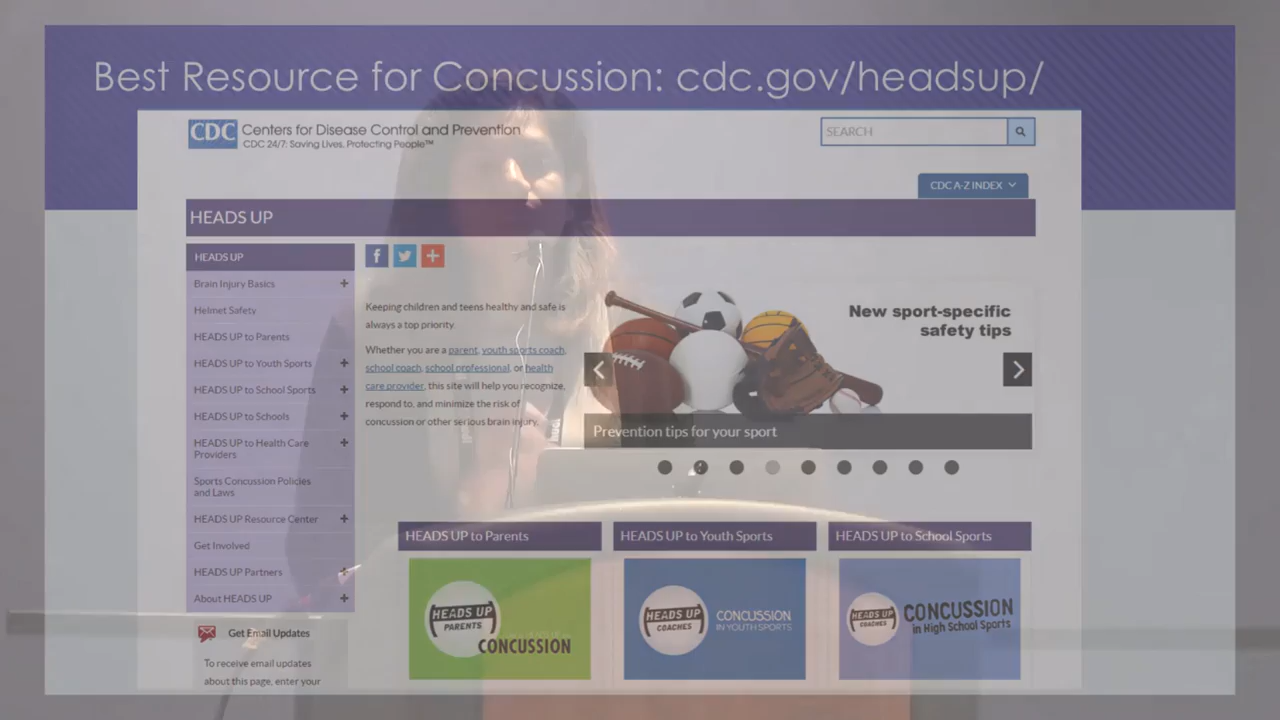 Best Resource for Concussion: cdc.gov/headsup/
CDC Centers for Disease Control and Prevention
CDC 24/7: Saving Lives. Protecting People™
SEARCH
CDC A-Z INDEX
HEADS UP
HEADS UP
Brain Injury Basics
Helmet Safety
HEADS UP to Parents
HEADS UP to Youth Sports
HEADS UP to School Sports
HEADS UP to Schools
HEADS UP to Health Care
Providers
Sports Concussion Policies
and Laws
HEADS UP Resource Center
Get Involved
HEADS UP Partners
About HEADS UP
Get Email Updates
To receive email updates
about this page, enter your
Keeping children and teens healthy and safe is
always a top priority.
Whether you are a parent, youth sports coach,
school coach, school professional, or health
care provider, this site will help you recognize,
respond to, and minimize the risk of
concussion or other serious brain injury.
New sport-specific
safety tips
Prevention tips for your sport
HEADS UP to Parents
HEADS UP
PARENTS
CONCUSSION
HEADS UP to Youth Sports
HEADS UP
COACHES
CONCUSSION
IN YOUTH SPORTS
HEADS UP to School Sports
HEADS UP
COACHES
CONCUSSION
in High School Sports